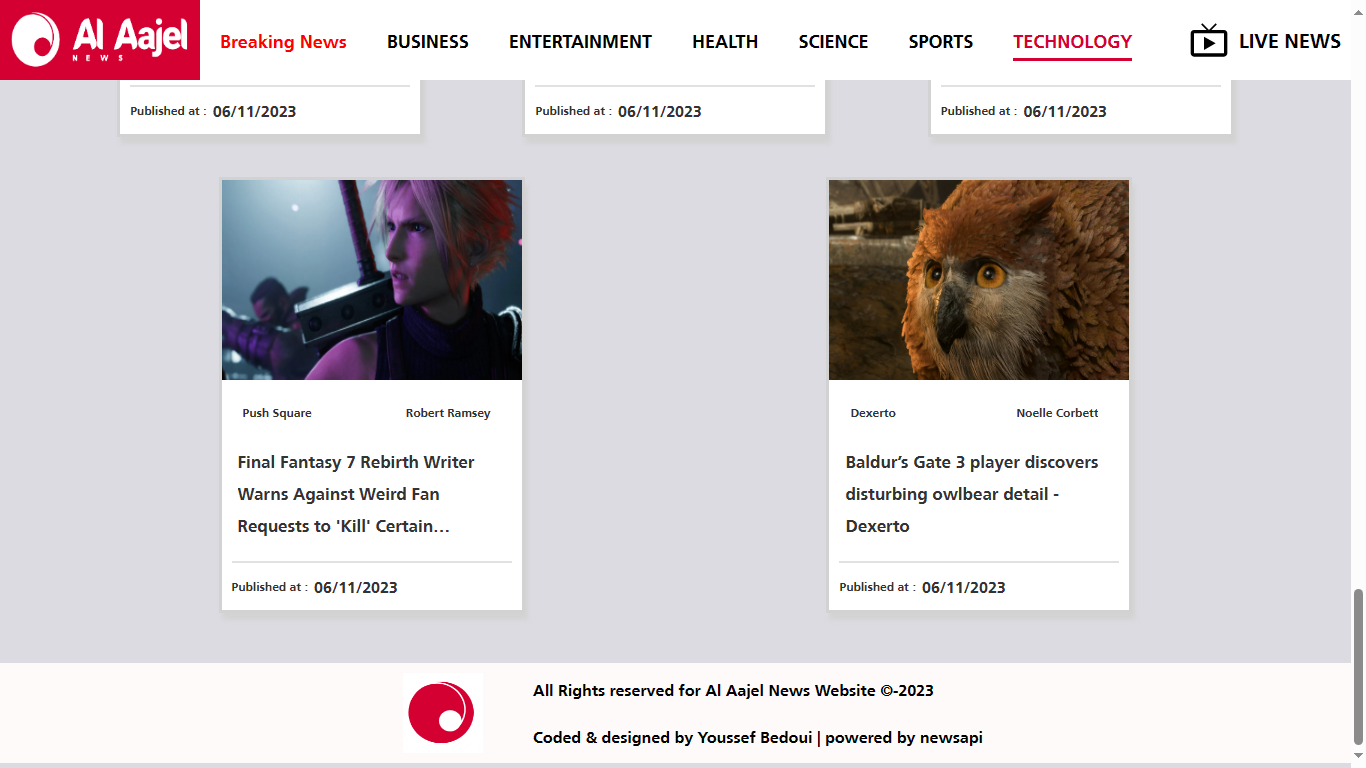 Al Aajel
NEWS
Breaking News
BUSINESS
ENTERTAINMENT
HEALTH
SCIENCE
SPORTS
TECHNOLOGY
LIVE NEWS
Published at : 06/11/2023
Published at : 06/11/2023
Published at : 06/11/2023
Push Square
Robert Ramsey
Final Fantasy 7 Rebirth Writer
Warns Against Weird Fan
Requests to 'Kill' Certain…
Published at : 06/11/2023
Dexerto
Noelle Corbett
Baldur’s Gate 3 player discovers
disturbing owlbear detail -
Dexerto
Published at : 06/11/2023
All Rights reserved for Al Aajel News Website ©-2023
Coded & designed by Youssef Bedoui | powered by newsapi